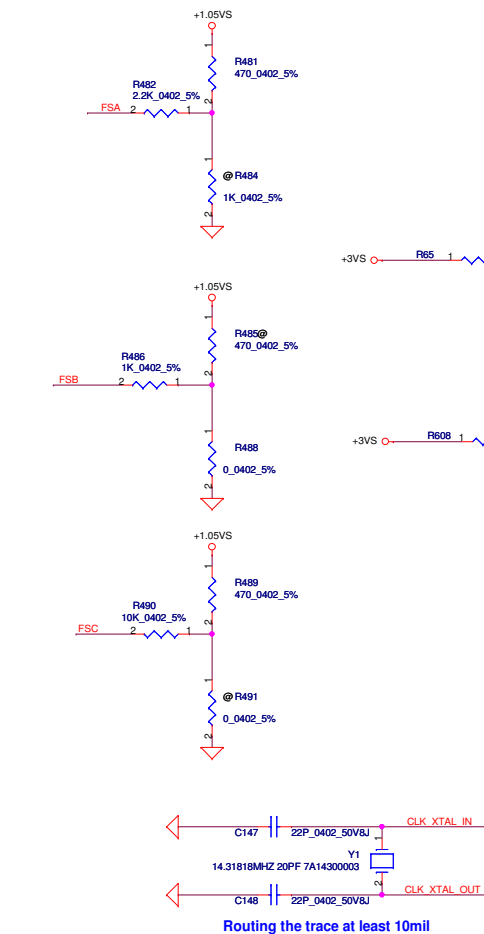 +1.05VS
1
R481
470_0402_5%
R482
2.2K_0402_5%
2
FSA
2
1
1
@ R484
1K_0402_5%
2
+3VS
R65
1
+1.05VS
1
R485@
470_0402_5%
R486
1K_0402_5%
2
FSB
2
1
1
R488
0_0402_5%
2
+3VS
R608
1
+1.05VS
1
R489
470_0402_5%
R490
10K_0402_5%
2
FSC
2
1
1
@ R491
0_0402_5%
2
CLK_XTAL_IN
C147
22P_0402_50V8J
1
Y1
14.31818MHZ 20PF 7A14300003
2
CLK_XTAL_OUT
C148
22P_0402_50V8J
Routing the trace at least 10mil